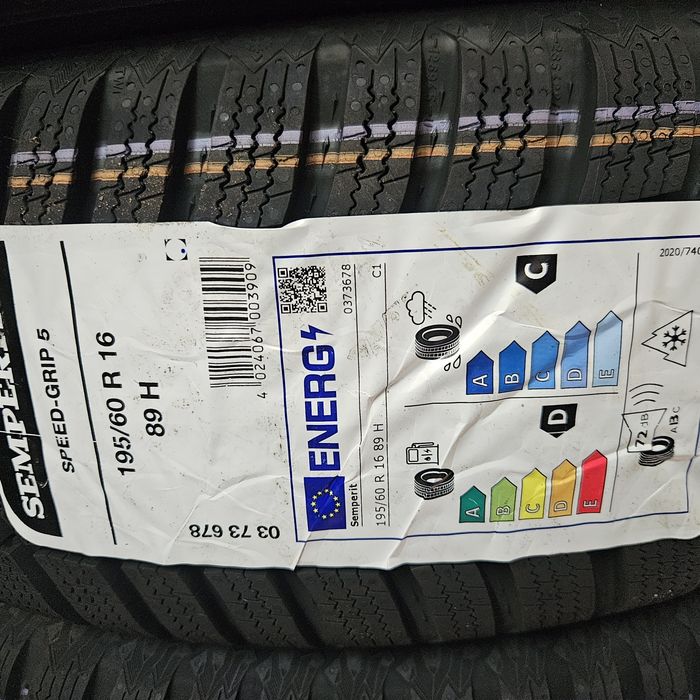 SEMPERIT
SPEED-GRIP 5
195/60 R 16
89 H
03 73 678
4 024067 003909
ENERG
0373678
Semperit
C1
195/60 R 16 89 H
C
A
B
C
D
E
D
A
B
C
D
E
72 dB
ABC
2020/740
TM